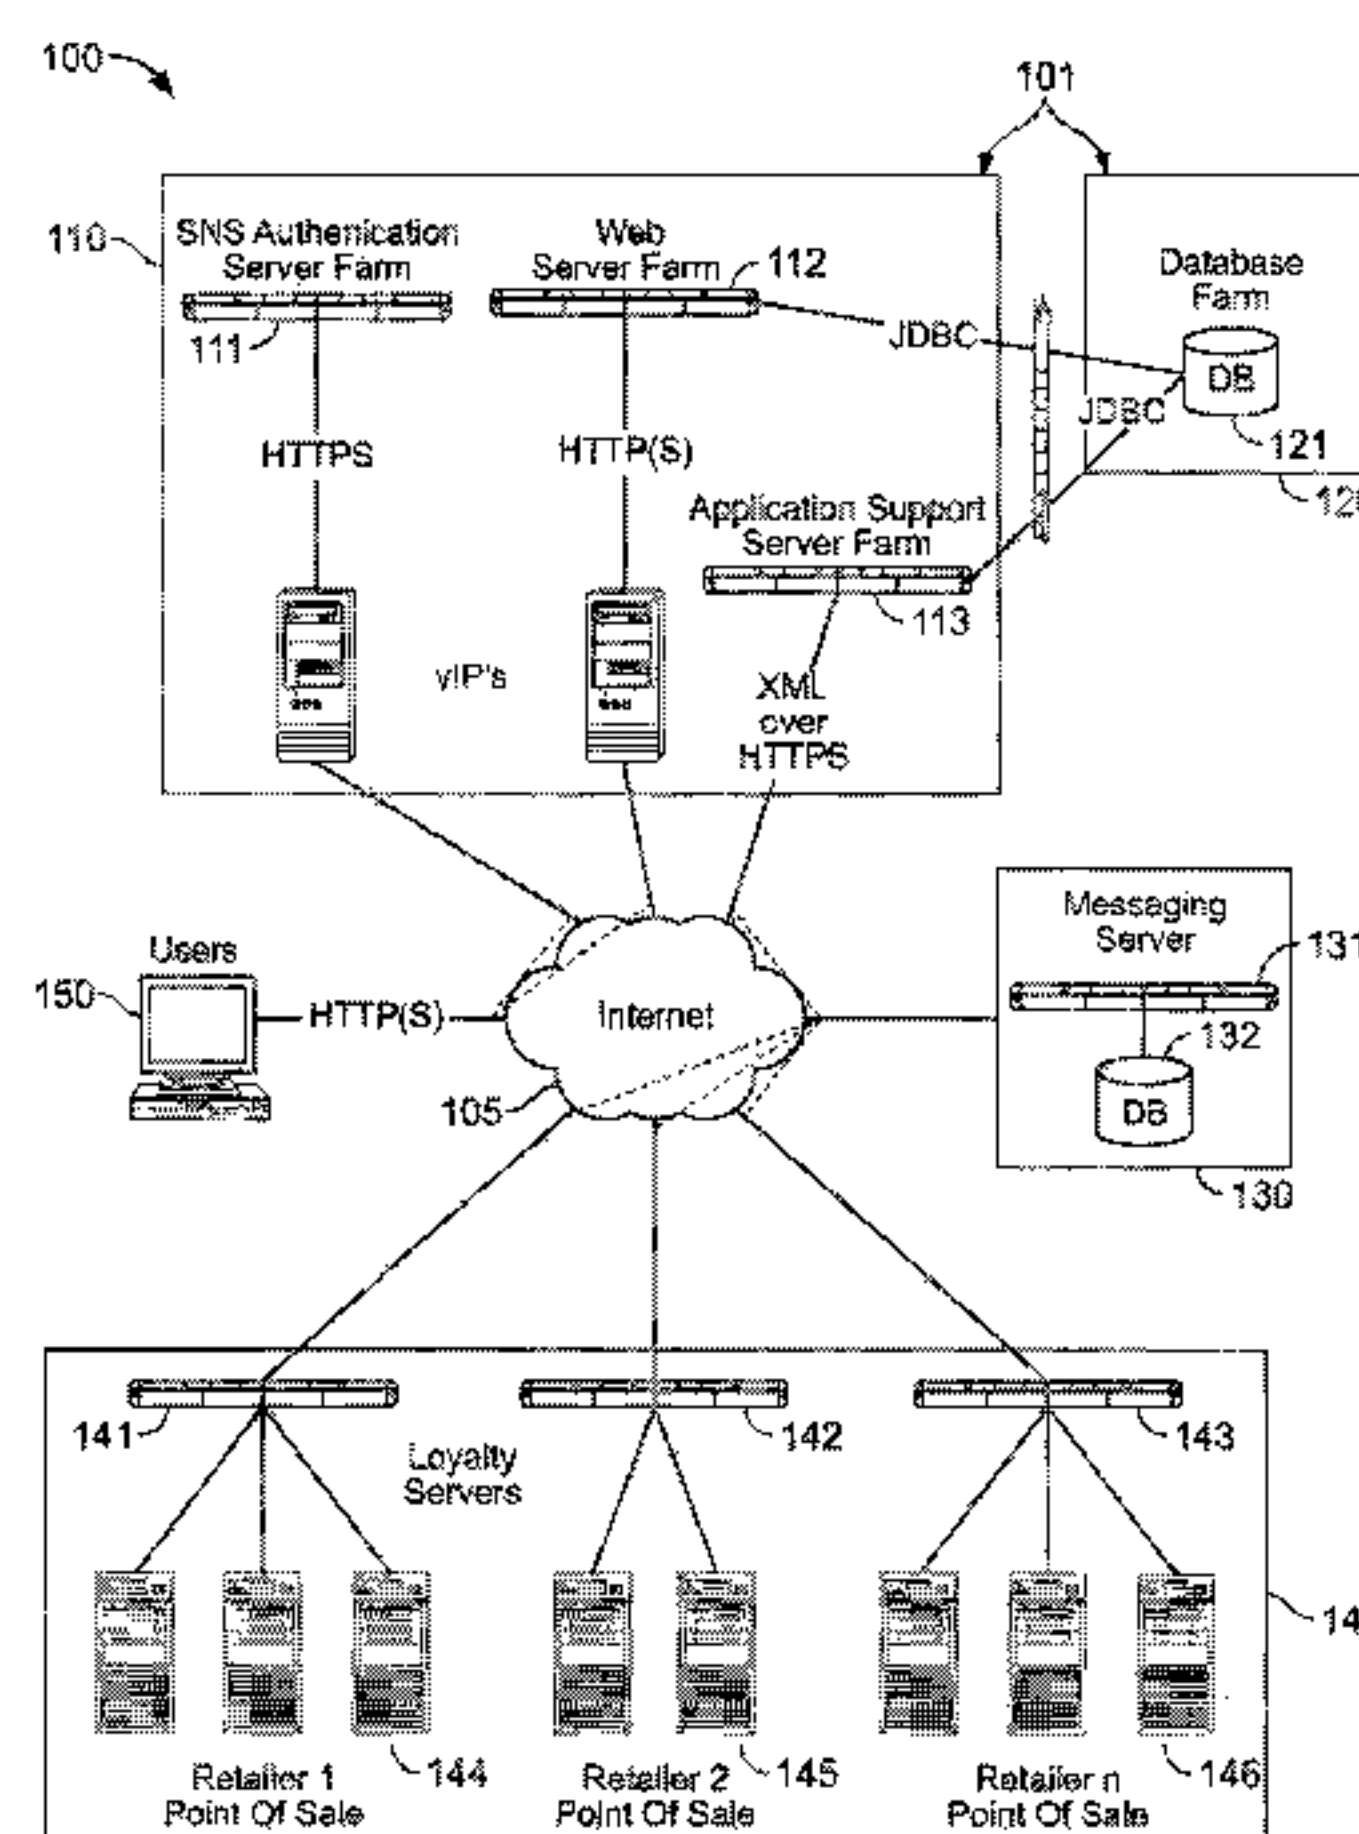 100
101
110
SNS Authenication
Server Farm
111
Web
Server Farm
112
JDBC
Database
Farm
DB
121
JDBC
HTTPS
HTTP(S)
Application Support
Server Farm
113
vIP's
XML
over
HTTPS
Messaging
Server
131
132
DB
130
Users
150
HTTP(S)
Internet
105
141
142
143
Loyalty
Servers
144
145
146
Retailer 1
Point Of Sale
Retailer 2
Point Of Sale
Retailer n
Point Of Sale